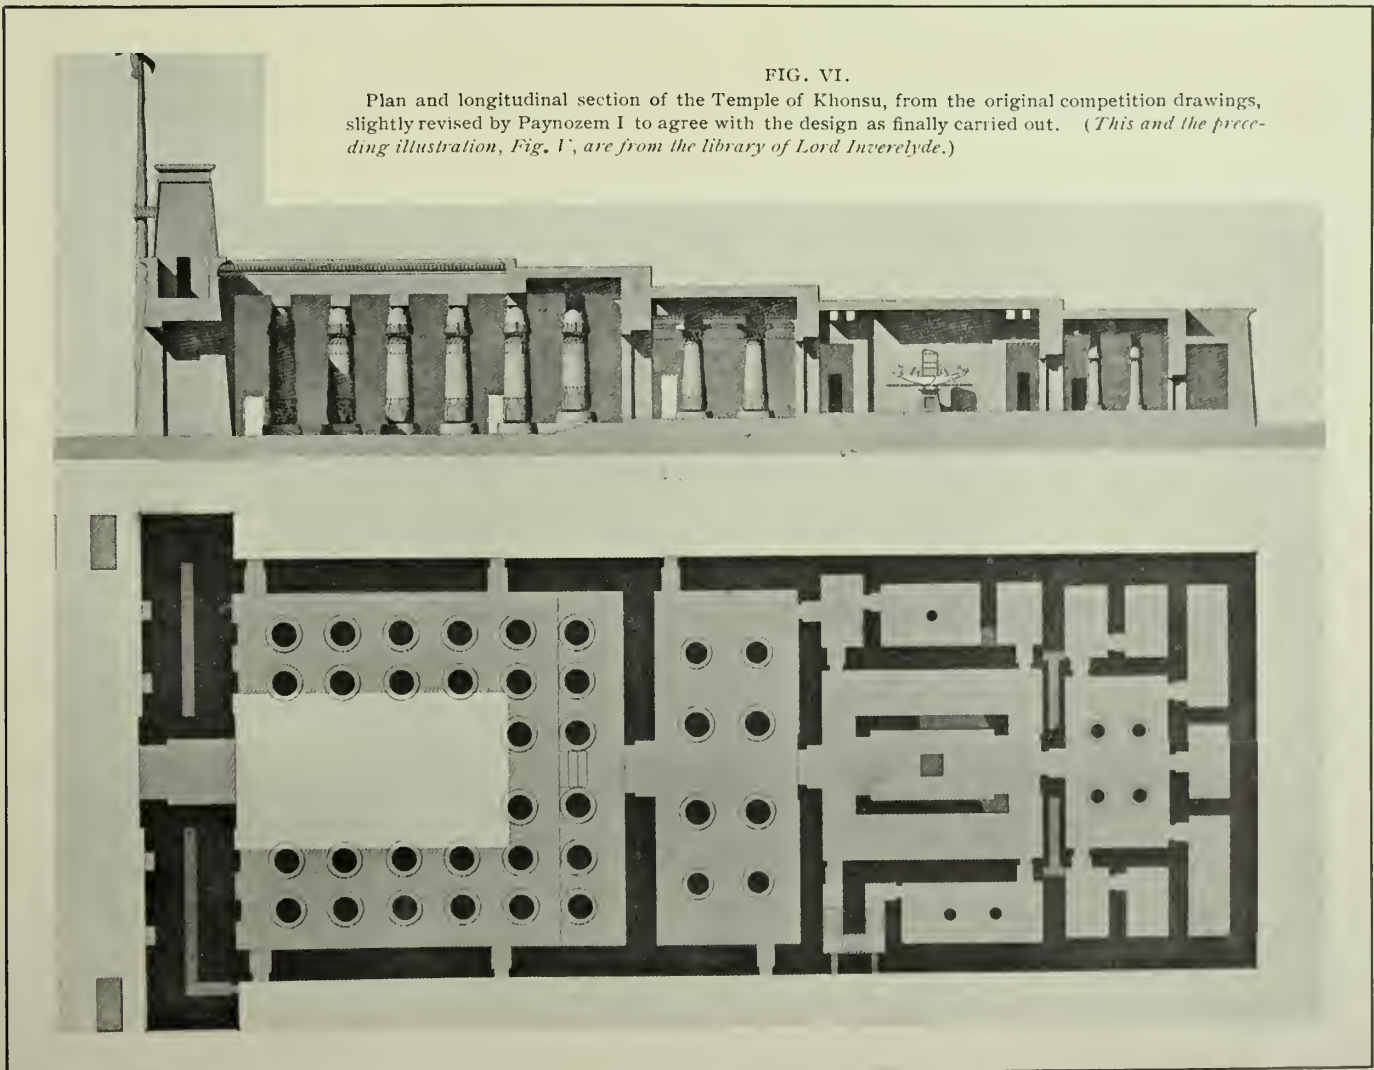 FIG. VI.
Plan and longitudinal section of the Temple of Khonsu, from the original competition drawings,
slightly revised by Paynozem I to agree with the design as finally carried out. (This and the prece-
ding illustration, Fig. V, are from the library of Lord Inverelyde.)